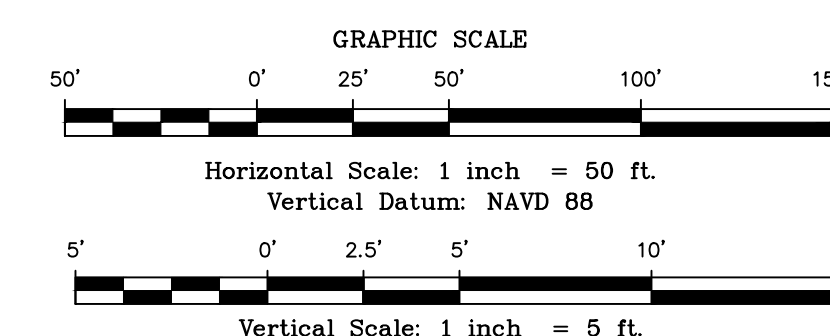 GRAPHIC SCALE
50' 0' 25' 50' 100'
Horizontal Scale: 1 inch = 50 ft.
Vertical Datum: NAVD 88
5' 0' 2.5' 5' 10'
Vertical Scale: 1 inch = 5 ft.